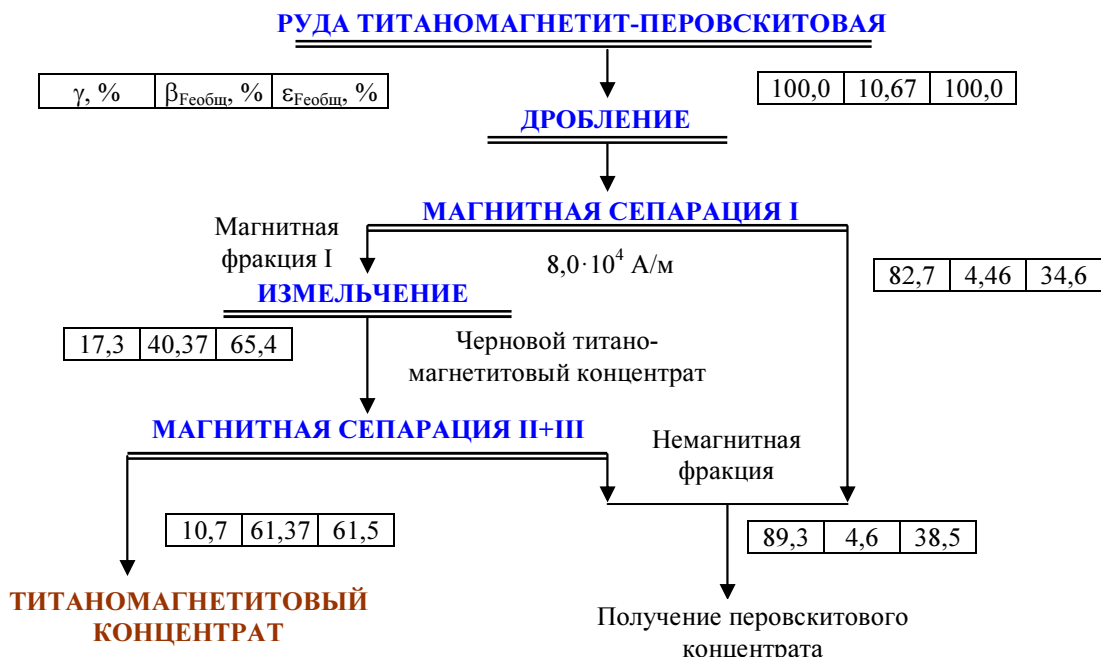 РУДА ТИТАНОМАГНЕТИТ-ПЕРОВСКИТОВАЯ
γ, % βFeобщ, % εFeобщ, %
100,0 10,67 100,0
ДРОБЛЕНИЕ
МАГНИТНАЯ СЕПАРАЦИЯ I
Магнитная
фракция I
8,0·10⁴ А/м
82,7 4,46 34,6
ИЗМЕЛЬЧЕНИЕ
17,3 40,37 65,4
Черновой титано-
магнетитовый концентрат
МАГНИТНАЯ СЕПАРАЦИЯ II+III
Немагнитная
фракция
10,7 61,37 61,5
89,3 4,6 38,5
ТИТАНОМАГНЕТИТОВЫЙ
КОНЦЕНТРАТ
Получение перовскитового
концентрата